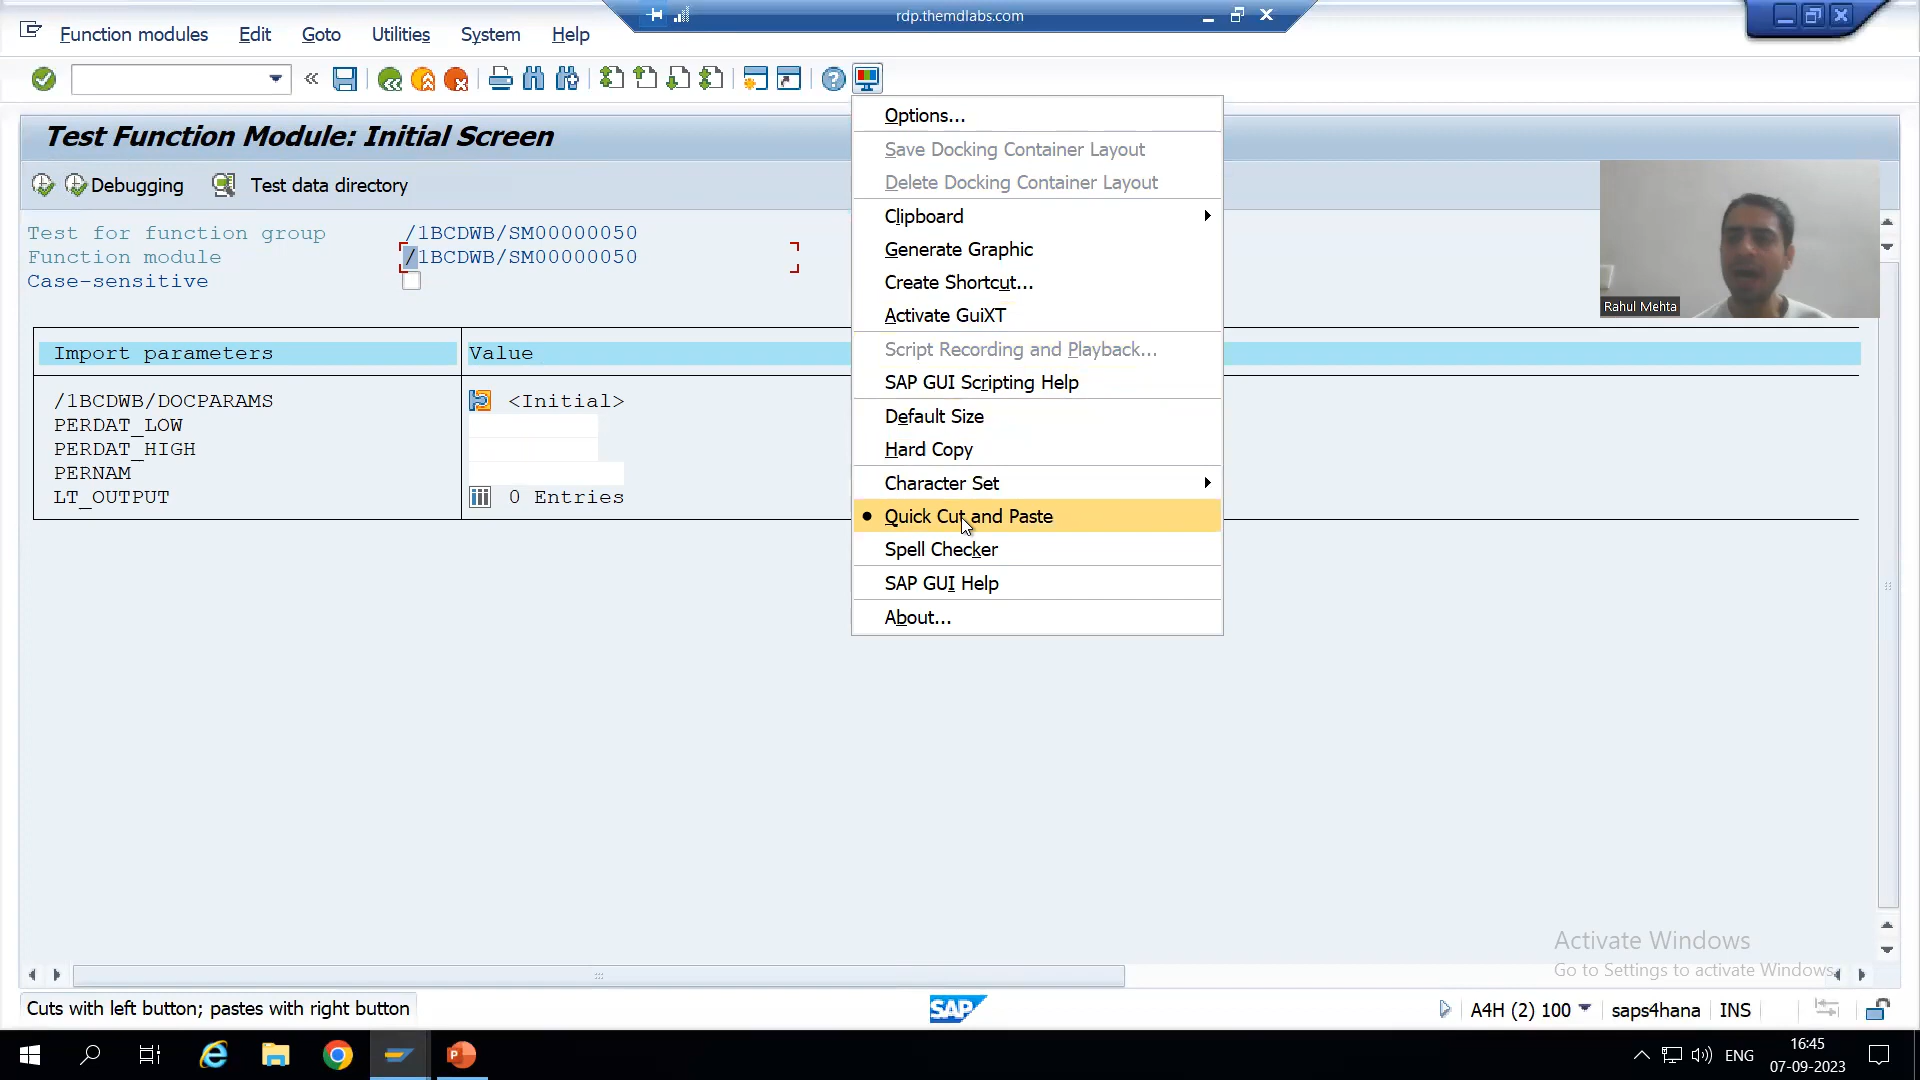 rdp.themdlabs.com
Function modules Edit Goto Utilities System Help
Test Function Module: Initial Screen
Debugging Test data directory
Test for function group /1BCDWB/SM00000050
Function module /1BCDWB/SM00000050
Case-sensitive
Import parameters Value
/1BCDWB/DOCPARAMS <Initial>
PERDAT_LOW
PERDAT_HIGH
PERNAM
LT_OUTPUT 0 Entries
Options...
Save Docking Container Layout
Delete Docking Container Layout
Clipboard
Generate Graphic
Create Shortcut...
Activate GuiXT
Script Recording and Playback...
SAP GUI Scripting Help
Default Size
Hard Copy
Character Set
Quick Cut and Paste
Spell Checker
SAP GUI Help
About...
Rahul Mehta
Activate Windows
Go to Settings to activate Windows.
Cuts with left button; pastes with right button
SAP
A4H (2) 100 saps4hana INS
ENG
16:45
07-09-2023